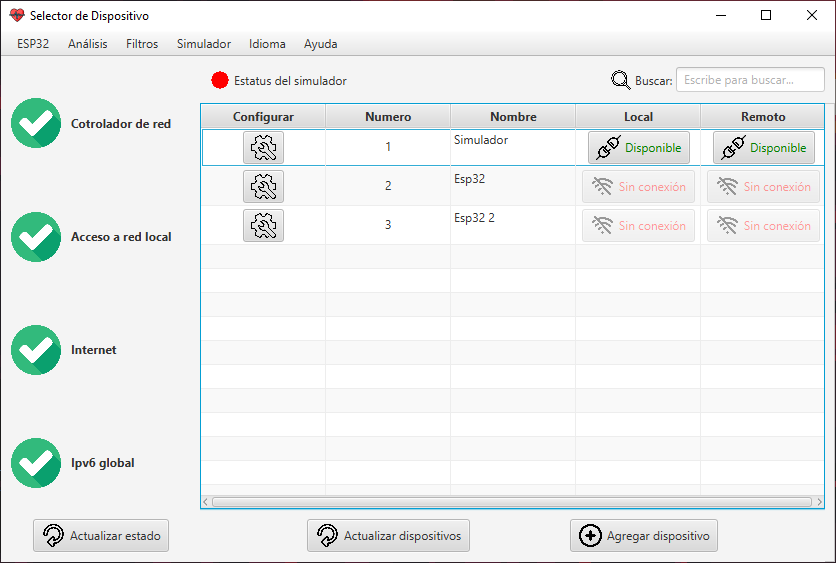 Selector de Dispositivo
ESP32 Análisis Filtros Simulador Idioma Ayuda
Estatus del simulador Buscar: Escribe para buscar...
Cotrolador de red
Acceso a red local
Internet
Ipv6 global
Configurar Numero Nombre Local Remoto
1 Simulador Disponible Disponible
2 Esp32 Sin conexión Sin conexión
3 Esp32 2 Sin conexión Sin conexión
Actualizar estado Actualizar dispositivos Agregar dispositivo